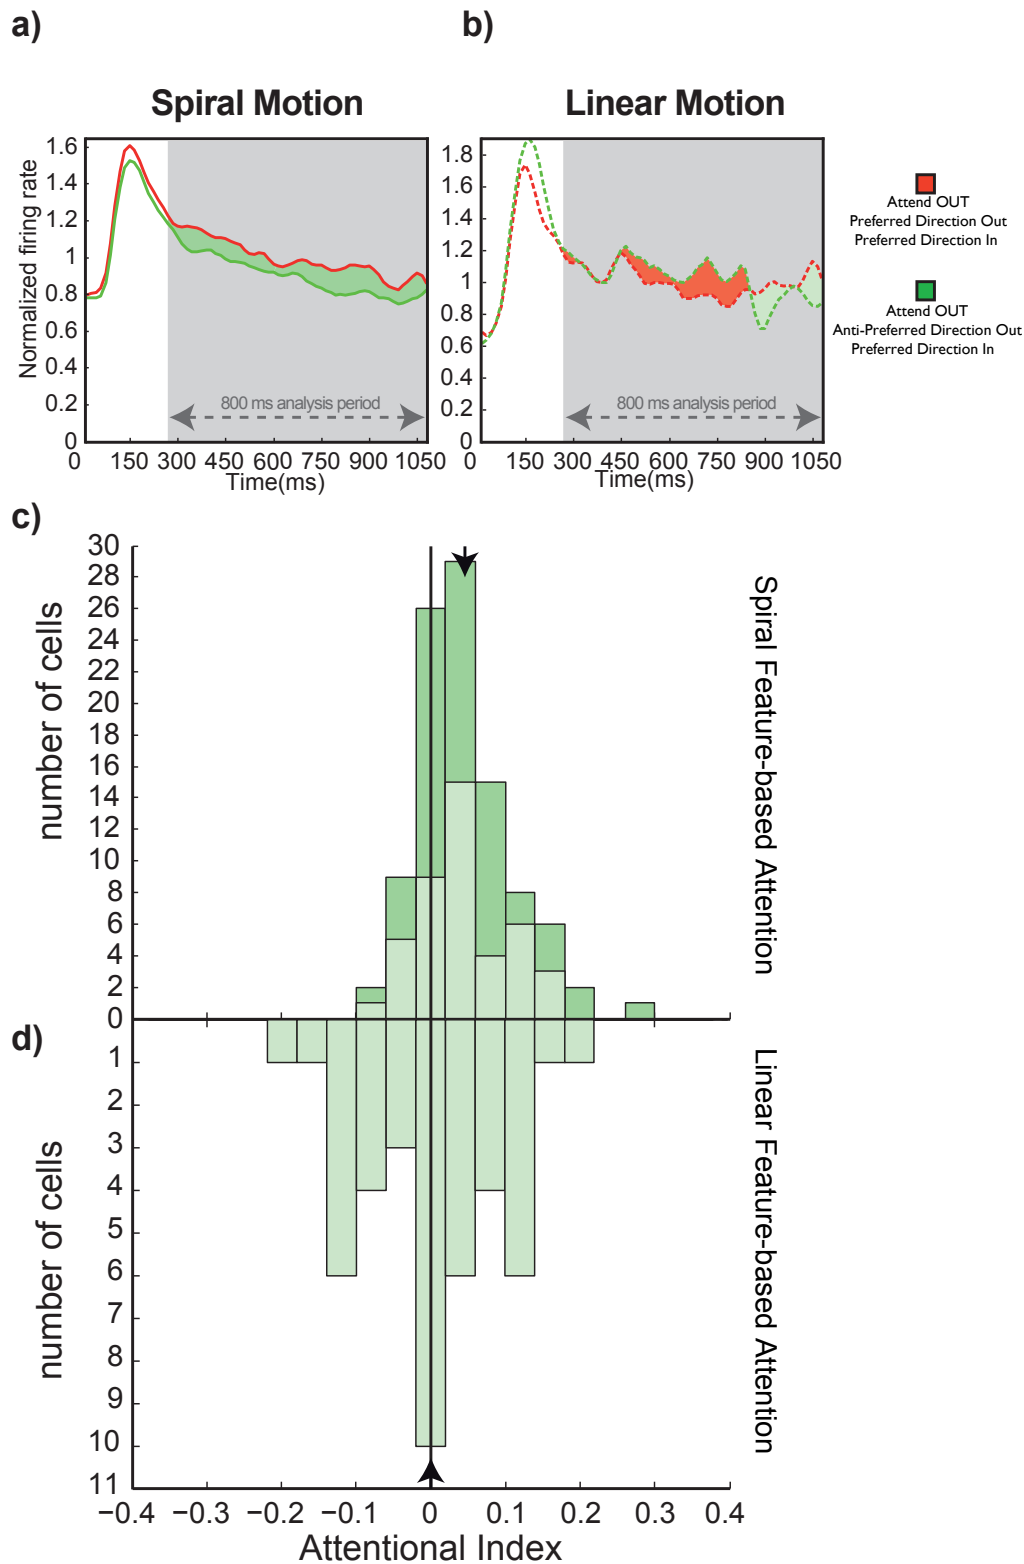 a)
b)
Spiral Motion
Linear Motion
Normalized firing rate
1.6
1.4
1.2
1.0
0.8
0.6
0.4
0.2
0
800 ms analysis period
0 150 300 450 600 750 900 1050
Time(ms)
1.8
1.6
1.4
1.2
1
0.8
0.6
0.4
0.2
0
800 ms analysis period
0 150 300 450 600 750 900 1050
Time(ms)
Attend OUT
Preferred Direction Out
Preferred Direction In
Attend OUT
Anti-Preferred Direction Out
Preferred Direction In
c)
number of cells
30
28
26
24
22
20
18
16
14
12
10
8
6
4
2
0
Spiral Feature-based Attention
d)
number of cells
1
2
3
4
5
6
7
8
9
10
11
Linear Feature-based Attention
−0.4 −0.3 −0.2 −0.1 0 0.1 0.2 0.3 0.4
Attentional Index